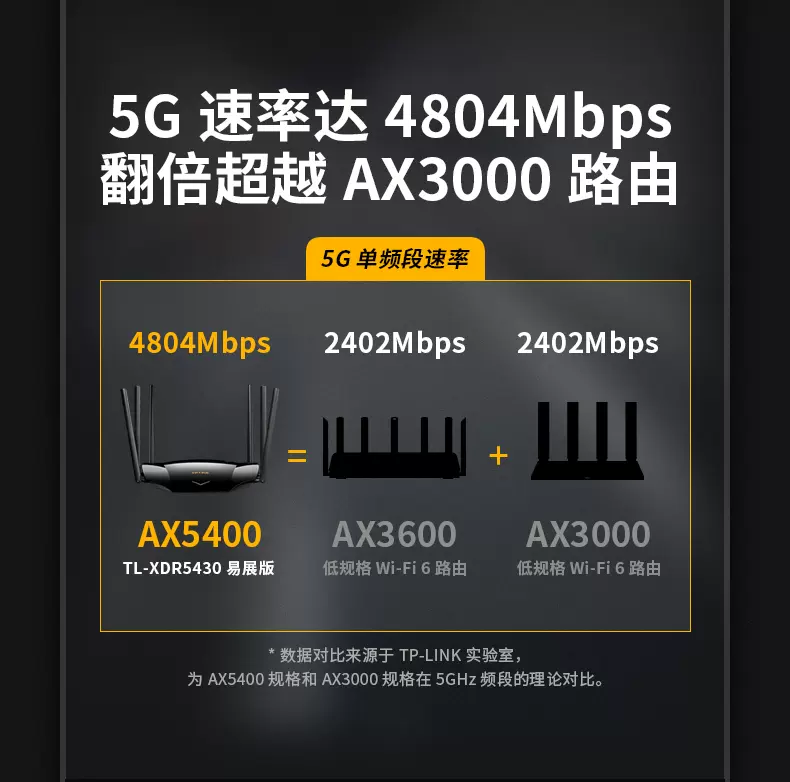 5G 速率达 4804Mbps
翻倍超越 AX3000 路由
5G 单频段速率
4804Mbps 2402Mbps 2402Mbps
= +
AX5400 AX3600 AX3000
TL-XDR5430 易展版 低规格 Wi-Fi 6 路由 低规格 Wi-Fi 6 路由
* 数据对比来源于 TP-LINK 实验室，
为 AX5400 规格和 AX3000 规格在 5GHz 频段的理论对比。